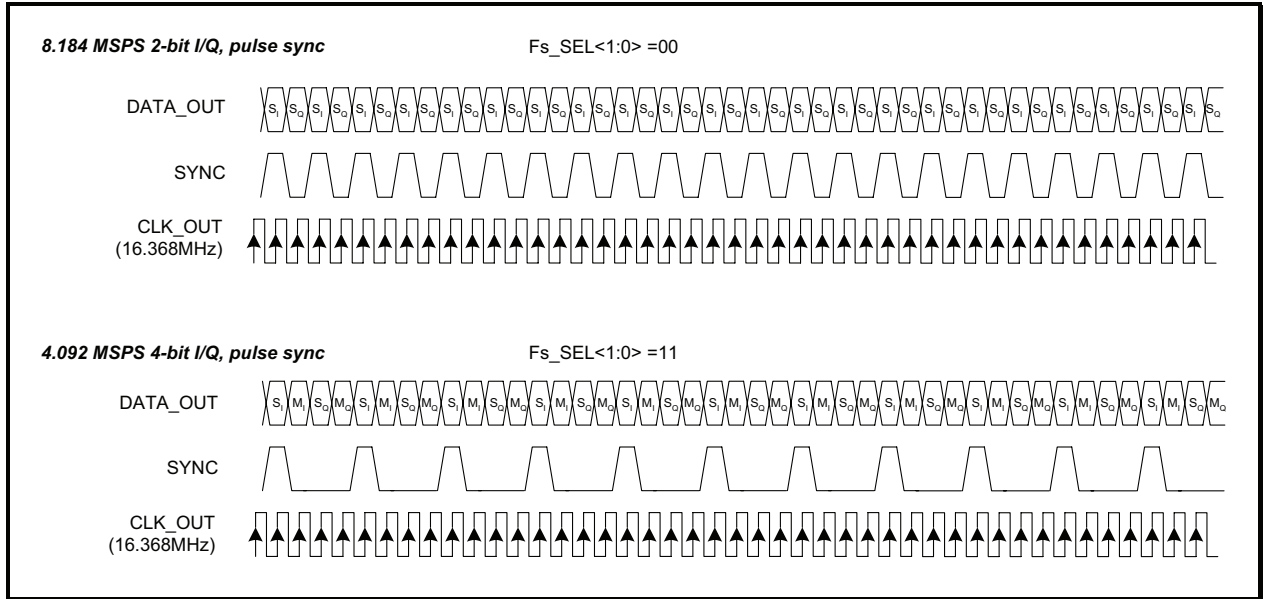 8.184 MSPS 2-bit I/Q, pulse sync Fs_SEL<1:0> =00
DATA_OUT SI SQ SI SQ SI SQ SI SQ SI SQ SI SQ SI SQ SI SQ SI SQ SI SQ SI SQ SI SQ SI SQ SI SQ SI SQ SI SQ SI SQ SI SQ SI SQ SI SQ SI SQ SI SQ
SYNC
CLK_OUT
(16.368MHz)
4.092 MSPS 4-bit I/Q, pulse sync Fs_SEL<1:0> =11
DATA_OUT SI MI SQ MQ SI MI SQ MQ SI MI SQ MQ SI MI SQ MQ SI MI SQ MQ SI MI SQ MQ SI MI SQ MQ SI MI SQ MQ SI MI SQ MQ SI MI SQ MQ SI MI SQ MQ
SYNC
CLK_OUT
(16.368MHz)